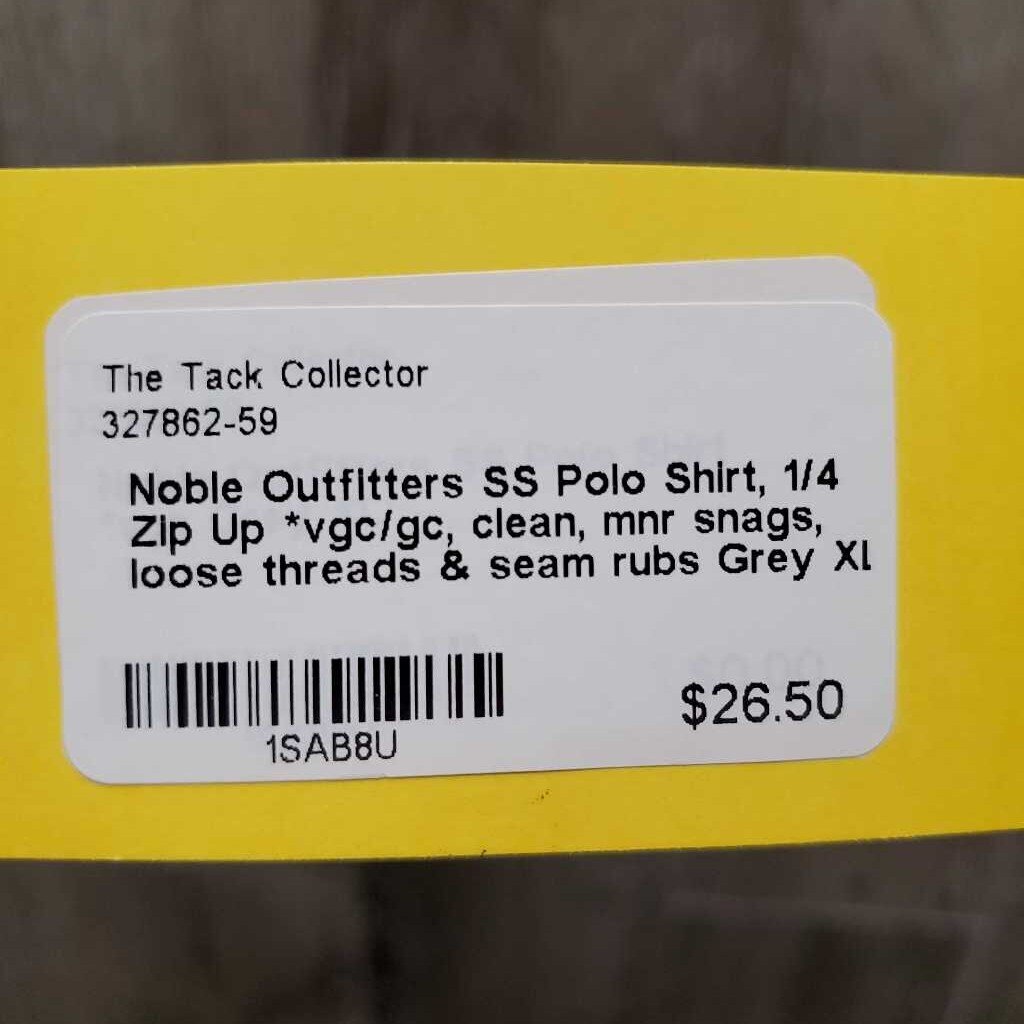 The Tack Collector
327862-59
Noble Outfitters SS Polo Shirt, 1/4
Zip Up *vgc/gc, clean, mnr snags,
loose threads & seam rubs Grey XL
1SAB8U
$26.50